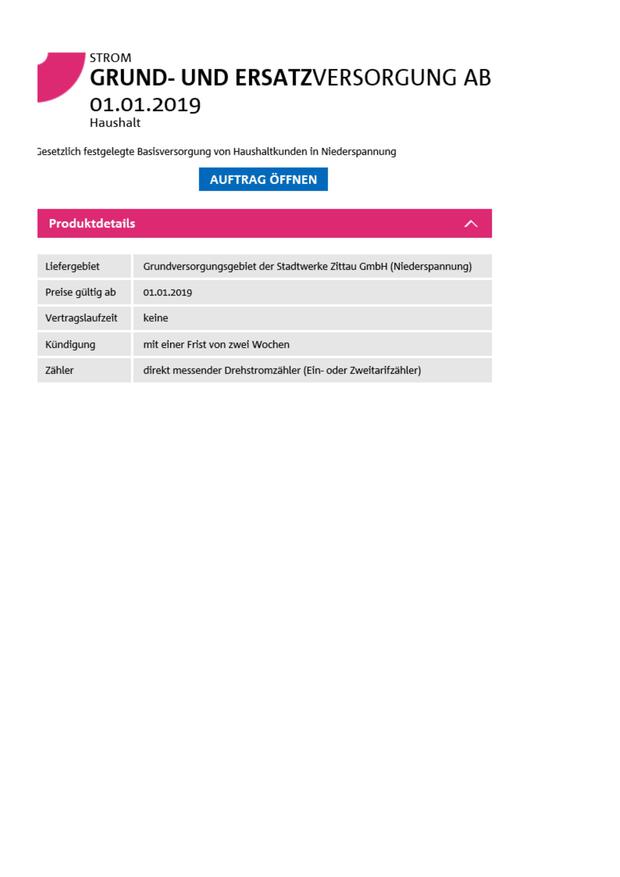 STROM
GRUND- UND ERSATZVERSORGUNG AB
01.01.2019
Haushalt
Gesetzlich festgelegte Basisversorgung von Haushaltkunden in Niederspannung
AUFTRAG ÖFFNEN
Produktdetails
Liefergebiet Grundversorgungsgebiet der Stadtwerke Zittau GmbH (Niederspannung)
Preise gültig ab 01.01.2019
Vertragslaufzeit keine
Kündigung mit einer Frist von zwei Wochen
Zähler direkt messender Drehstromzähler (Ein- oder Zweitarifzähler)